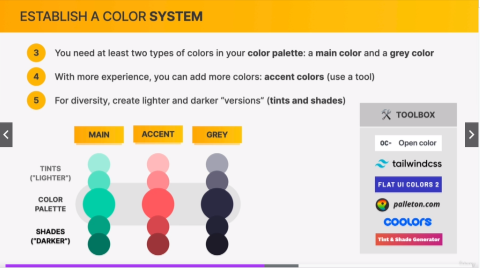 ESTABLISH A COLOR SYSTEM
3 You need at least two types of colors in your color palette: a main color and a grey color
4 With more experience, you can add more colors: accent colors (use a tool)
5 For diversity, create lighter and darker “versions” (tints and shades)
MAIN ACCENT GREY
TINTS
("LIGHTER")
COLOR
PALETTE
SHADES
("DARKER")
TOOLBOX
OC- Open color
tailwindcss
FLAT UI COLORS 2
palleton.com
coolors
Tint & Shade Generator